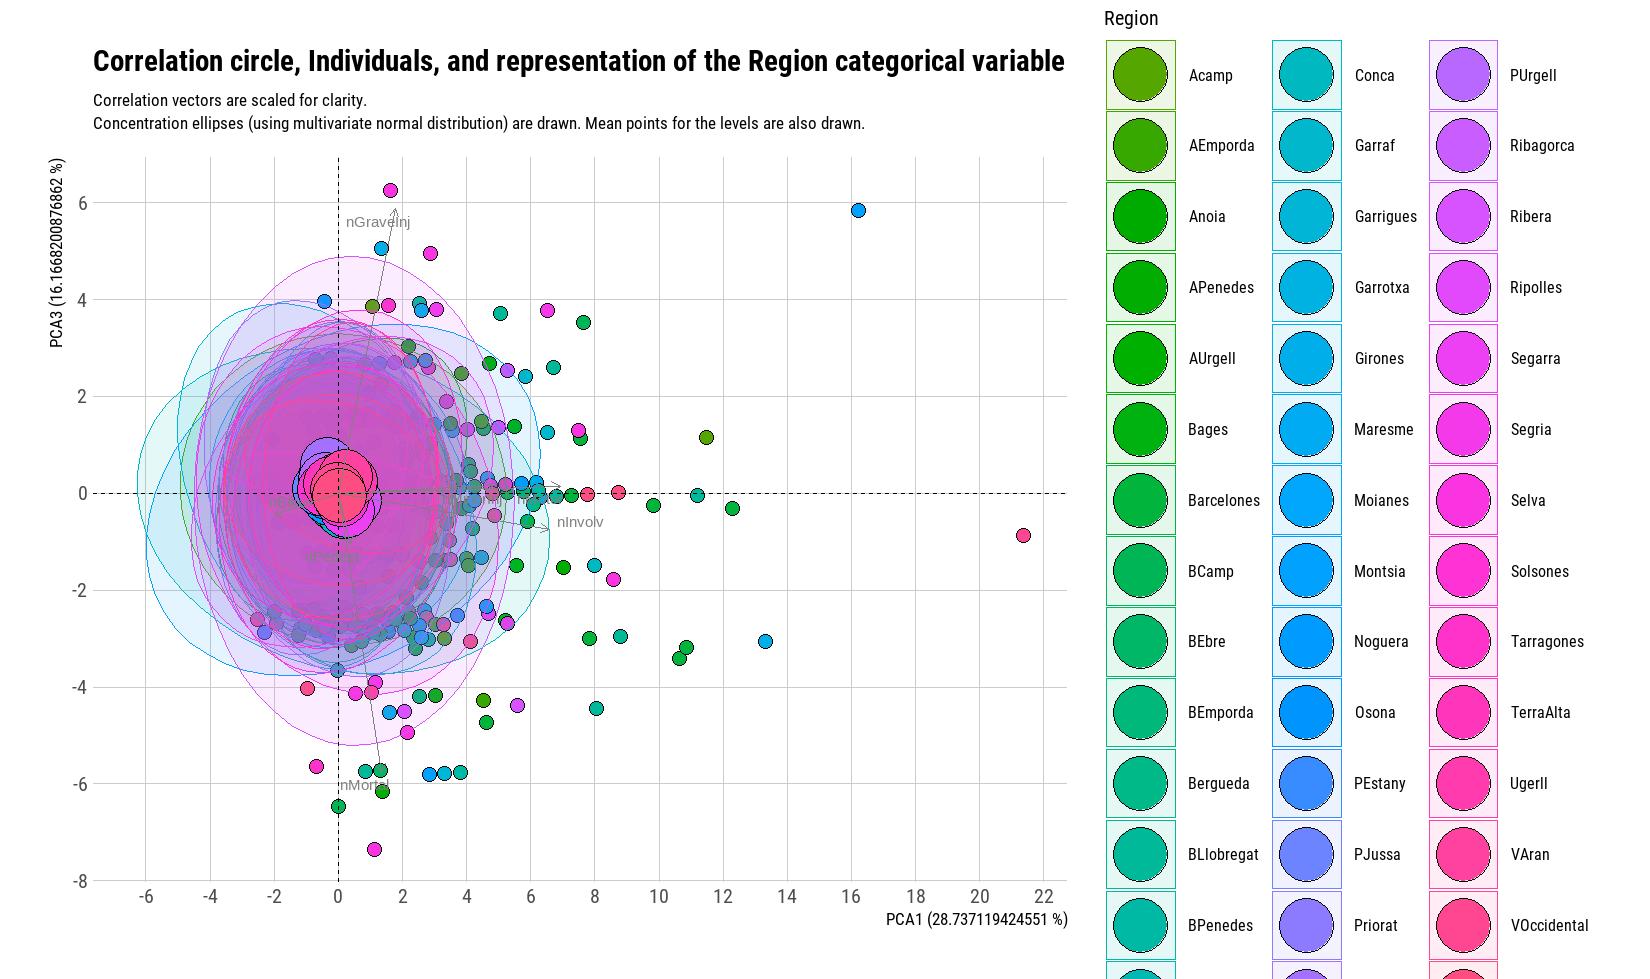 Correlation circle, Individuals, and representation of the Region categorical variable
Correlation vectors are scaled for clarity.
Concentration ellipses (using multivariate normal distribution) are drawn. Mean points for the levels are also drawn.
PCA3 (16.1668200876862 %)
6
4
2
0
-2
-4
-6
-8
nGraveInj
nInvolv
nMortal
-6
-4
-2
0
2
4
6
8
10
12
14
16
18
20
22
PCA1 (28.737119424551 %)
Region
Acamp
AEmporda
Anoia
APenedes
AUrgell
Bages
Barcelones
BCamp
BEbre
BEmporda
Bergueda
BLlobregat
BPenedes
Conca
Garraf
Garrigues
Garrotxa
Girones
Maresme
Moianes
Montsia
Noguera
Osona
PEstany
PJussa
Priorat
PUrgell
Ribagorca
Ribera
Ripolles
Segarra
Segria
Selva
Solsones
Tarragones
TerraAlta
Ugerll
VAran
VOccidental